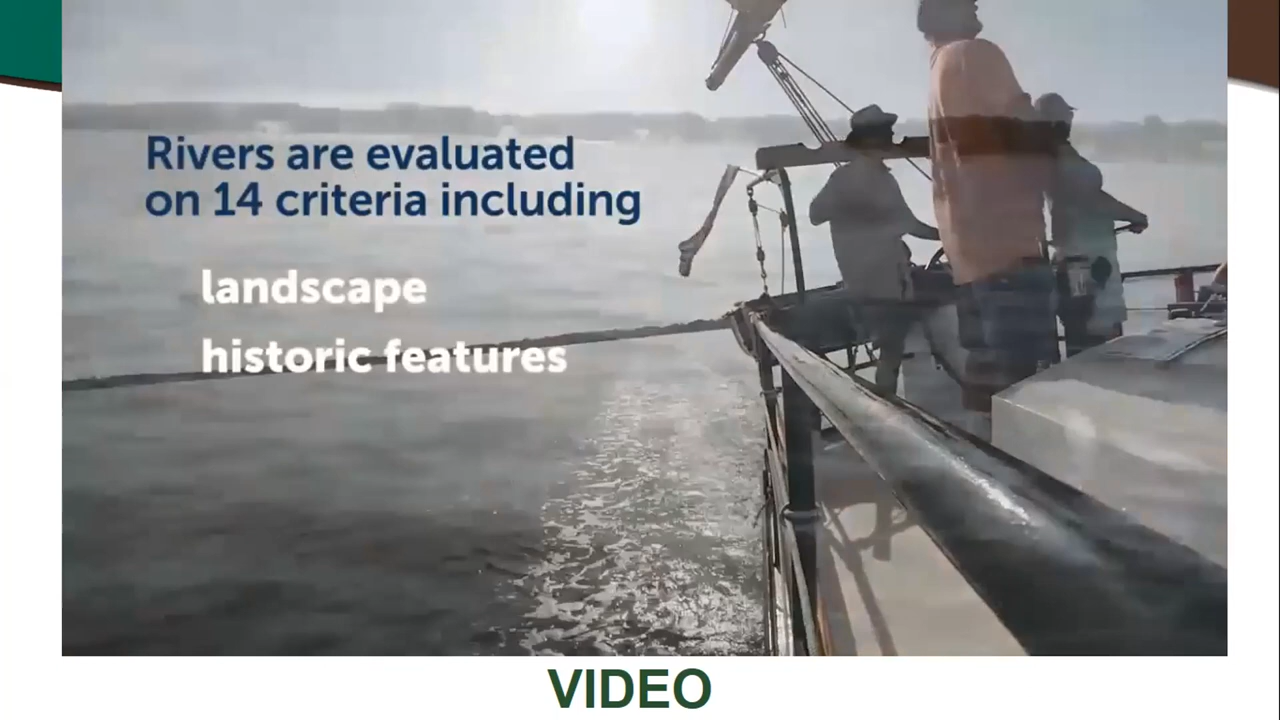 Rivers are evaluated
on 14 criteria including
landscape
historic features
VIDEO